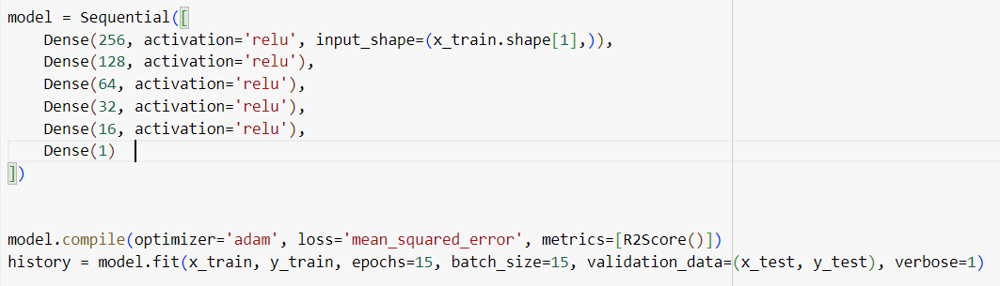 model = Sequential([
    Dense(256, activation='relu', input_shape=(x_train.shape[1],)),
    Dense(128, activation='relu'),
    Dense(64, activation='relu'),
    Dense(32, activation='relu'),
    Dense(16, activation='relu'),
    Dense(1)
])
model.compile(optimizer='adam', loss='mean_squared_error', metrics=[R2Score()])
history = model.fit(x_train, y_train, epochs=15, batch_size=15, validation_data=(x_test, y_test), verbose=1)